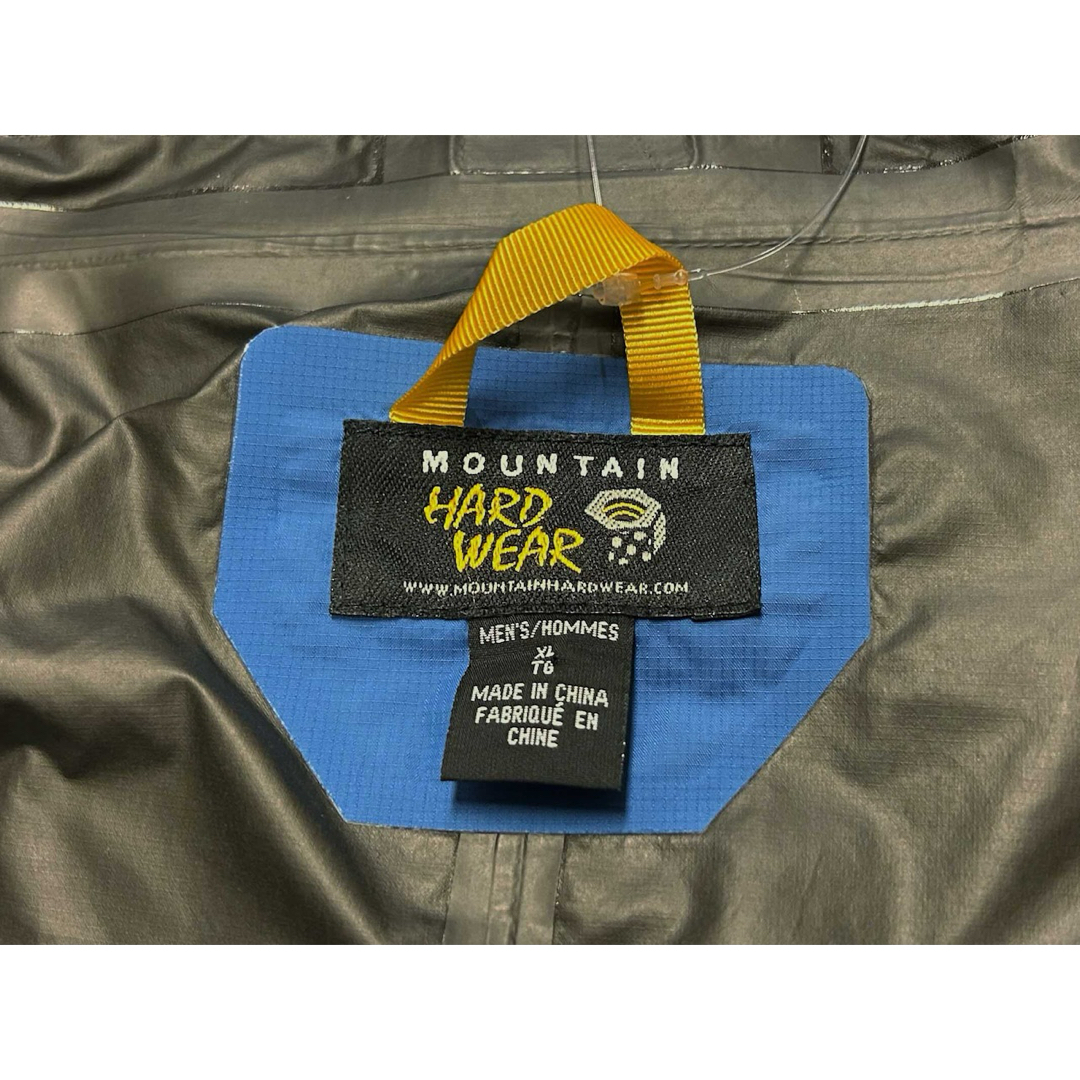 MOUNTAIN
HARD
WEAR
WWW.MOUNTAINHARDWEAR.COM
MEN'S/HOMMES
XL
TG
MADE IN CHINA
FABRIQUÉ EN
CHINE